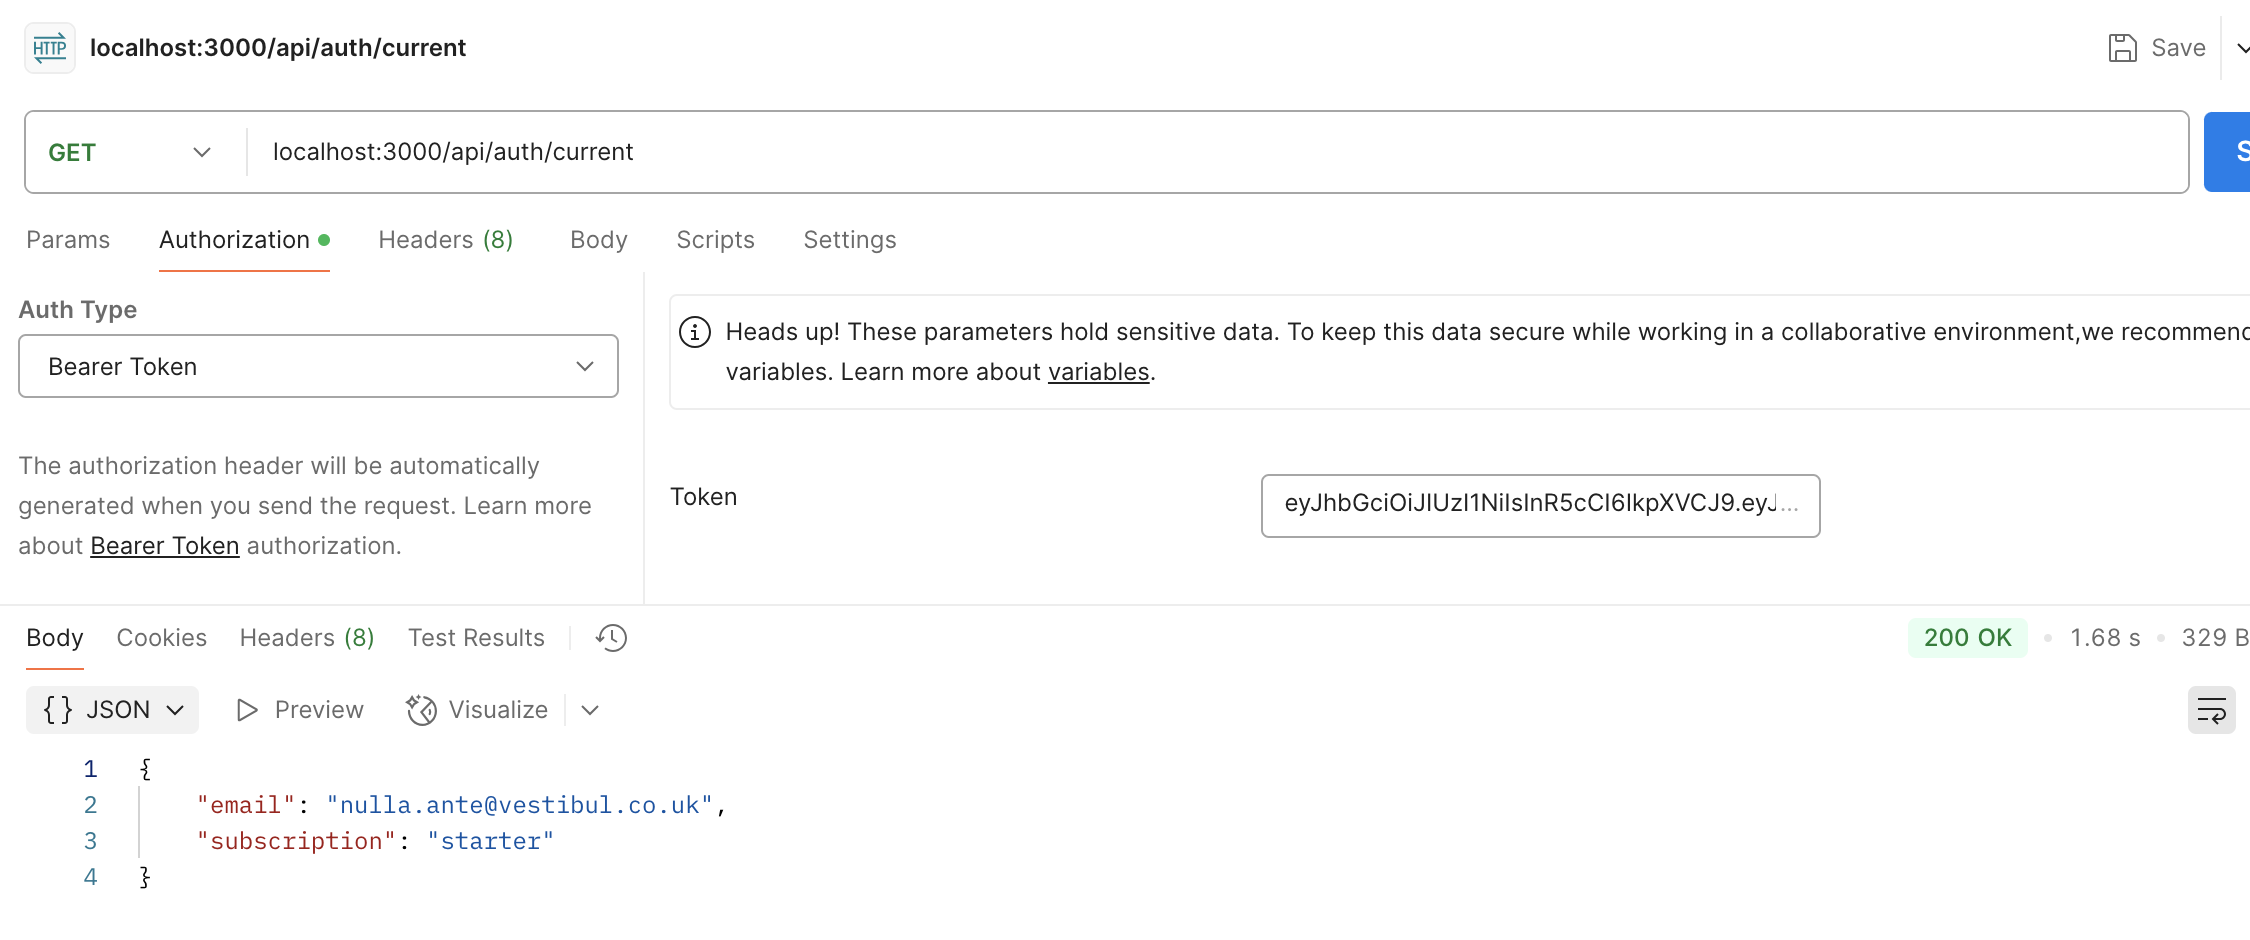 HTTP localhost:3000/api/auth/current
Save
GET localhost:3000/api/auth/current
Params Authorization Headers (8) Body Scripts Settings
Auth Type
Bearer Token
The authorization header will be automatically
generated when you send the request. Learn more
about Bearer Token authorization.
Heads up! These parameters hold sensitive data. To keep this data secure while working in a collaborative environment,we recommend
variables. Learn more about variables.
Token
eyJhbGciOiJIUzI1NiIsInR5cCI6IkpXVCJ9.eyJ...
Body Cookies Headers (8) Test Results
200 OK • 1.68 s • 329 B
{} JSON Preview Visualize
1 {
2 "email": "nulla.ante@vestibul.co.uk",
3 "subscription": "starter"
4 }